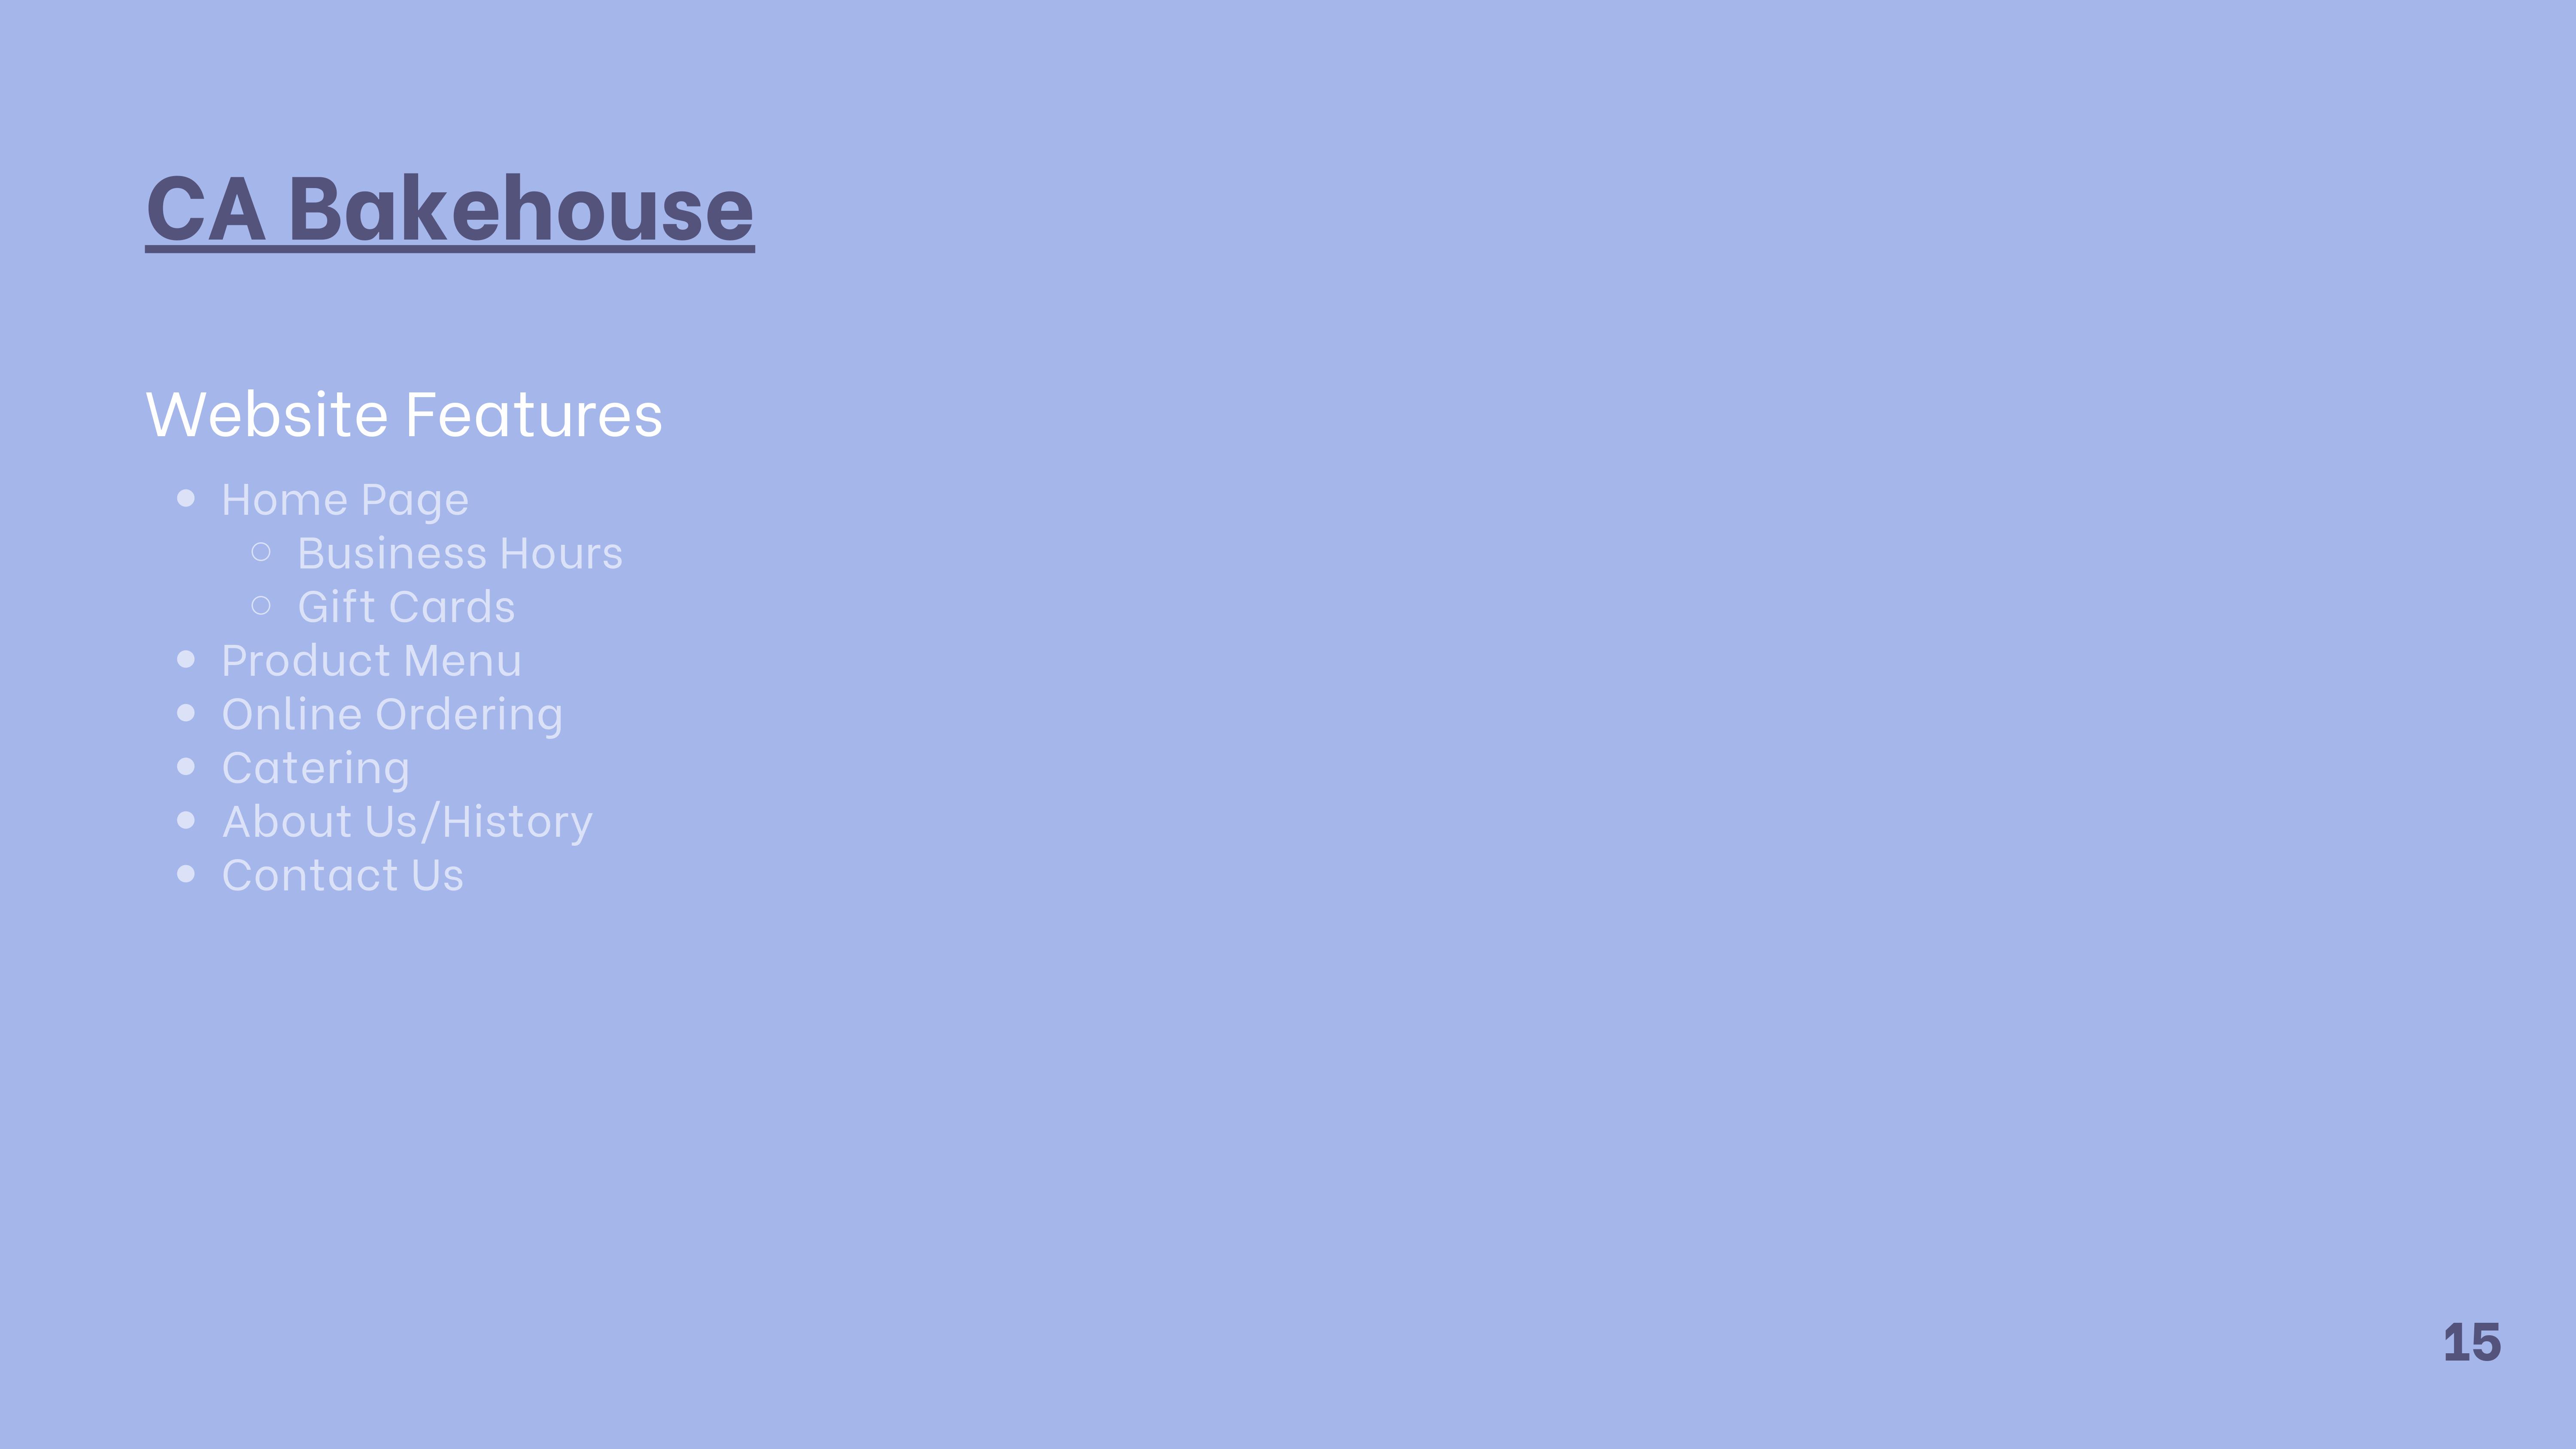 CA Bakehouse
Website Features
● Home Page
○ Business Hours
○ Gift Cards
● Product Menu
● Online Ordering
● Catering
● About Us/History
● Contact Us
15